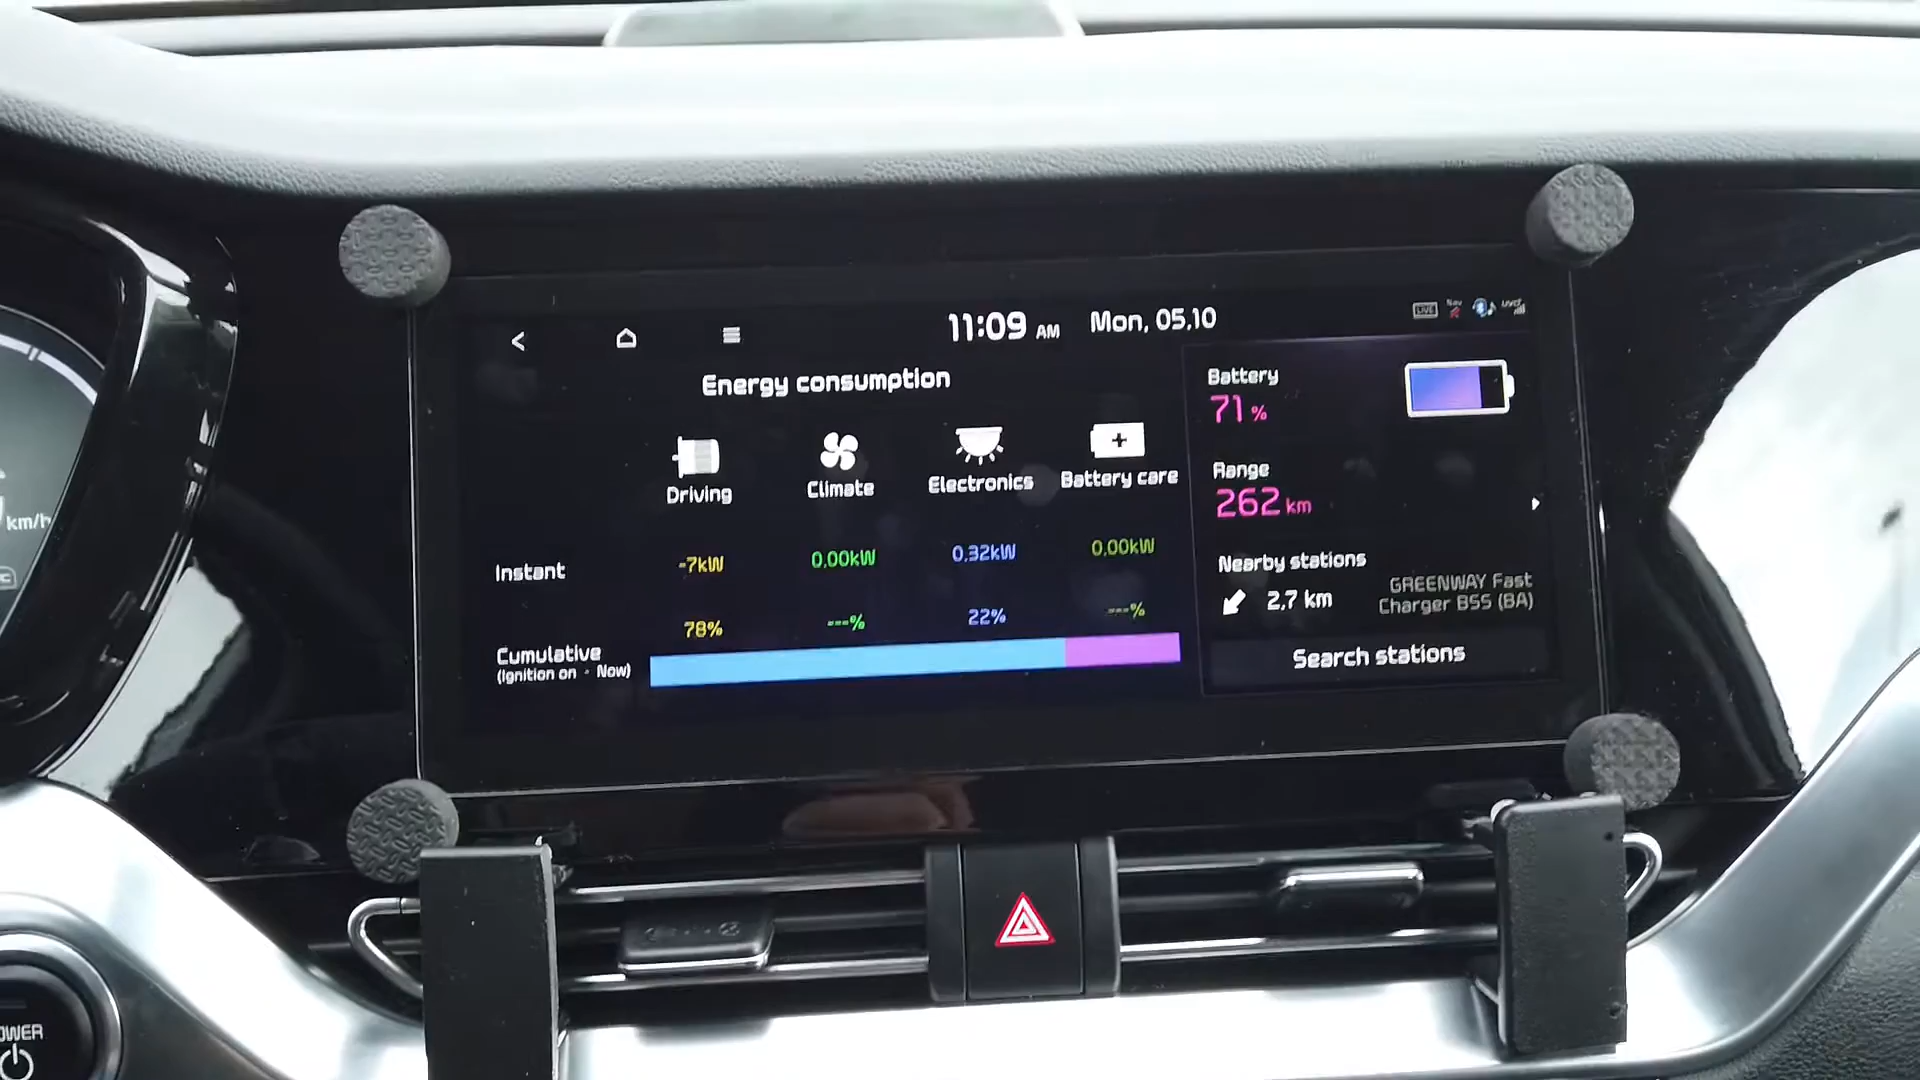 11:09 AM Mon, 05.10
LIVE
Energy consumption
Driving Climate Electronics Battery care
Instant -7kW 0.00kW 0.32kW 0.00kW
78% ---% 22% ---%
Cumulative
(Ignition on - Now)
Battery
71 %
Range
262 km
Nearby stations
2.7 km
GREENWAY Fast
Charger BSS (BA)
Search stations
km/h
OWER